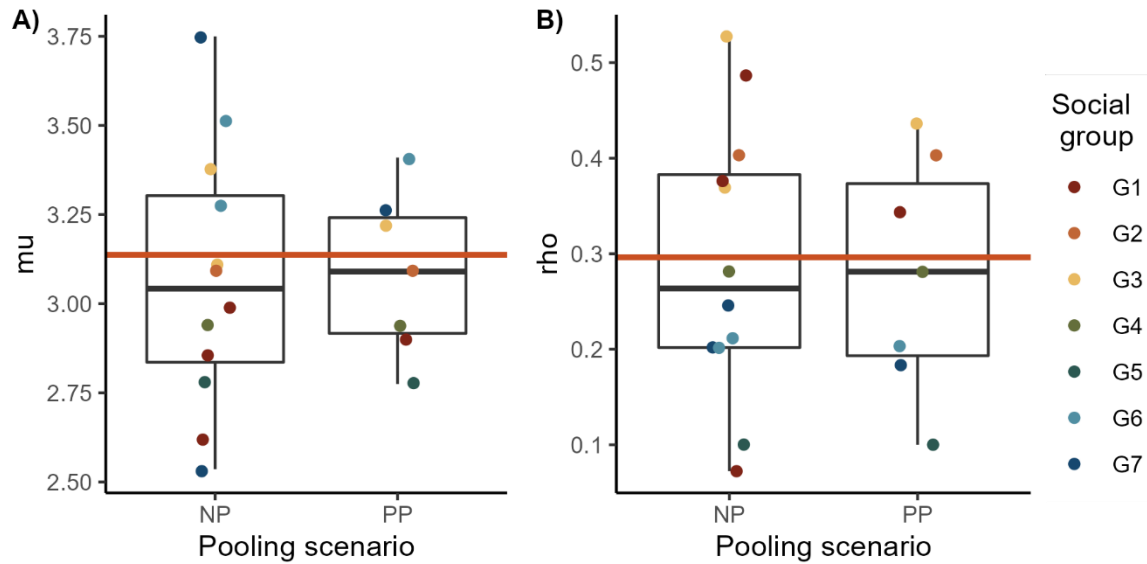 A)
mu
3.75
3.50
3.25
3.00
2.75
2.50
NP
PP
Pooling scenario
B)
rho
0.5
0.4
0.3
0.2
0.1
NP
PP
Pooling scenario
Social
group
G1
G2
G3
G4
G5
G6
G7